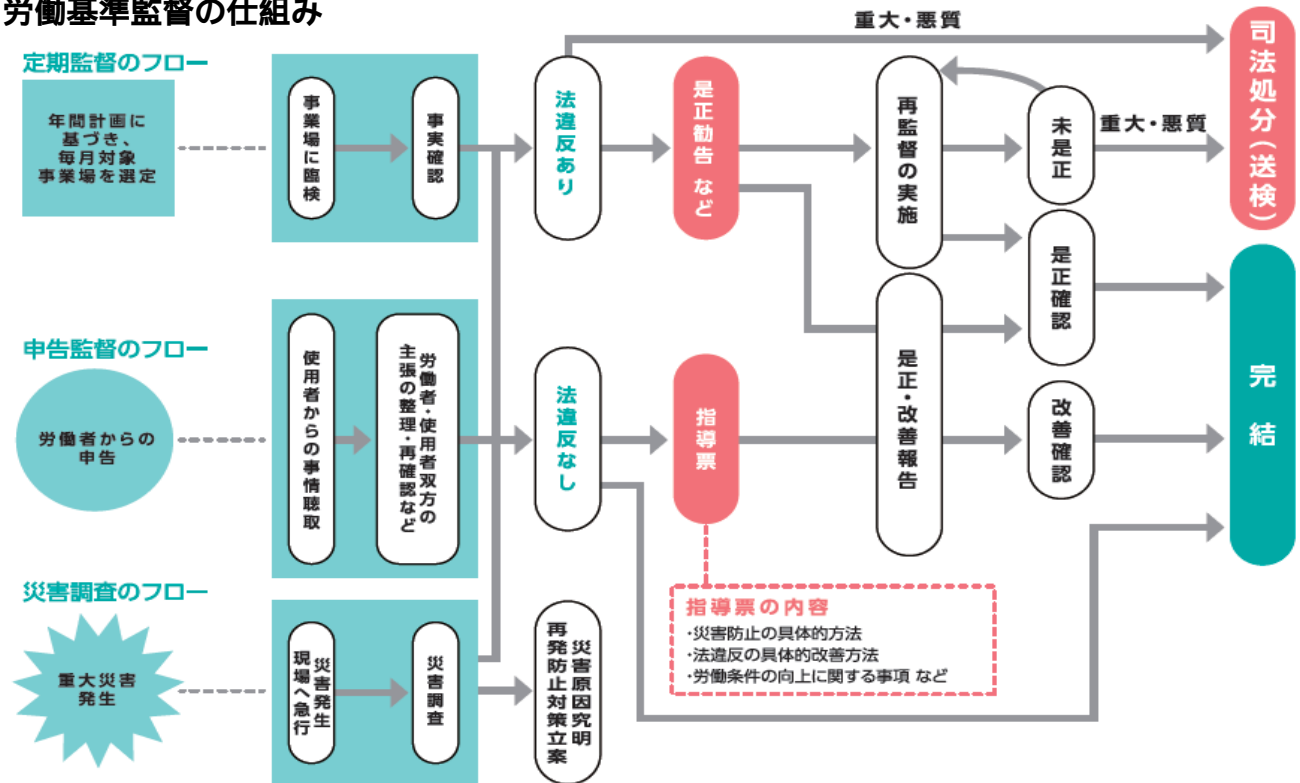 労働基準監督の仕組み
定期監督のフロー
年間計画に
基づき、
毎月対象
事業場を選定
事業場に臨検
事実確認
法違反あり
是正勧告 など
再監督の実施
未是正
重大・悪質
重大・悪質
司法処分(送検)
是正確認
申告監督のフロー
労働者からの
申告
使用者からの事情聴取
労働者・使用者双方の
主張の整理・再確認など
法違反なし
指導票
是正・改善報告
改善確認
完結
指導票の内容
・災害防止の具体的方法
・法違反の具体的改善方法
・労働条件の向上に関する事項 など
災害調査のフロー
重大災害
発生
災害発生
現場へ急行
災害調査
災害原因究明
再発防止対策立案